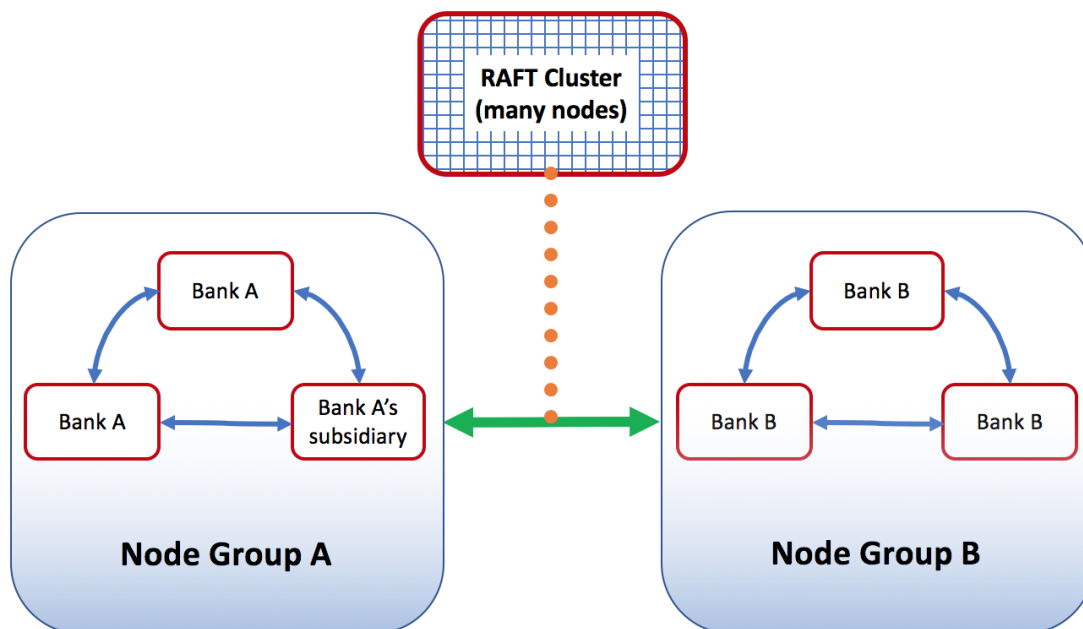 RAFT Cluster
(many nodes)
Bank A
Bank A
Bank A's
subsidiary
Node Group A
Bank B
Bank B
Bank B
Node Group B